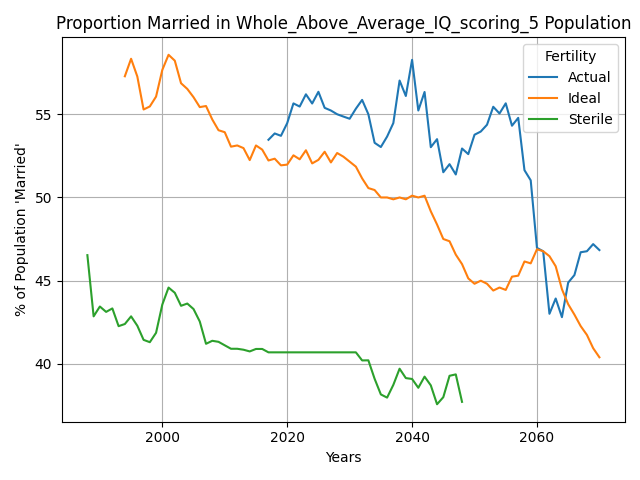 Proportion Married in Whole_Above_Average_IQ_scoring_5 Population
% of Population 'Married'
55
50
45
40
Fertility
Actual
Ideal
Sterile
2000
2020
2040
2060
Years